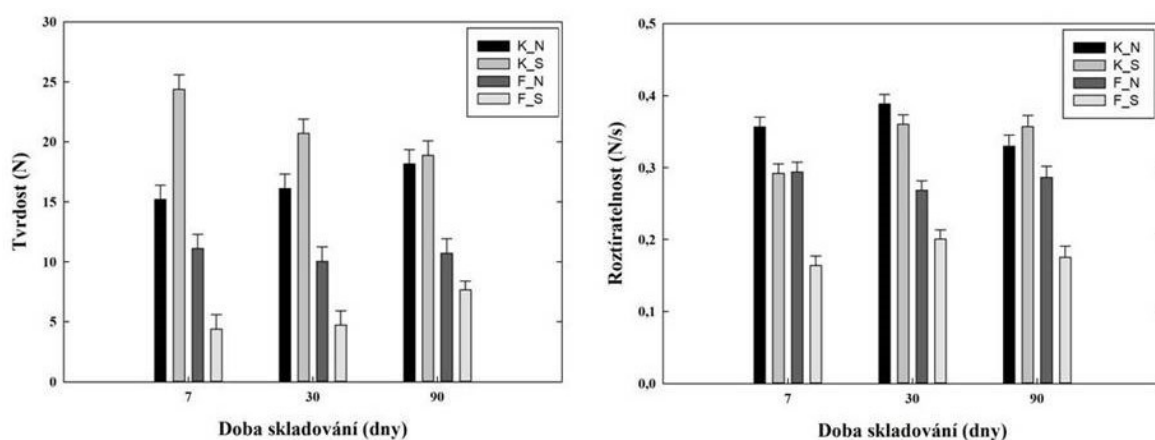 Tvrdost (N)
30
25
20
15
10
5
0
K_N
K_S
F_N
F_S
7
30
90
Doba skladování (dny)
Roztíratelnost (N/s)
0,5
0,4
0,3
0,2
0,1
0,0
K_N
K_S
F_N
F_S
7
30
90
Doba skladování (dny)